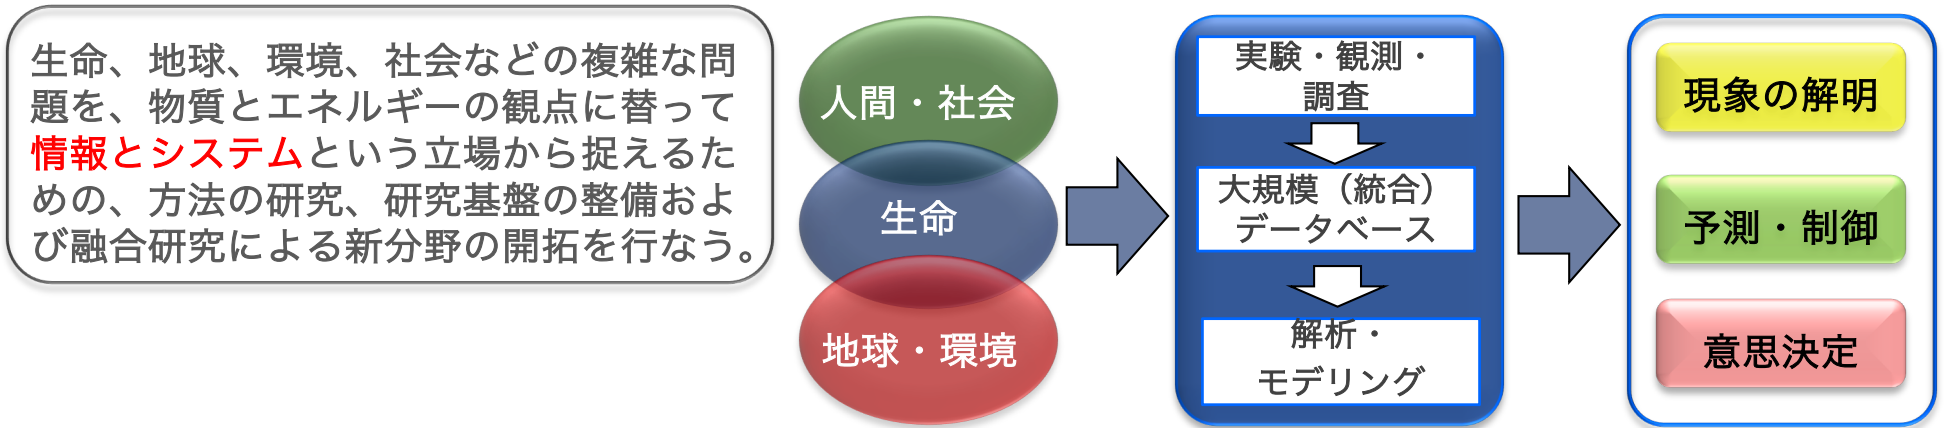 生命、地球、環境、社会などの複雑な問
題を、物質とエネルギーの観点に替って
情報とシステムという立場から捉えるた
めの、方法の研究、研究基盤の整備およ
び融合研究による新分野の開拓を行なう。
人間・社会
生命
地球・環境
実験・観測・
調査
大規模（統合）
データベース
解析・
モデリング
現象の解明
予測・制御
意思決定